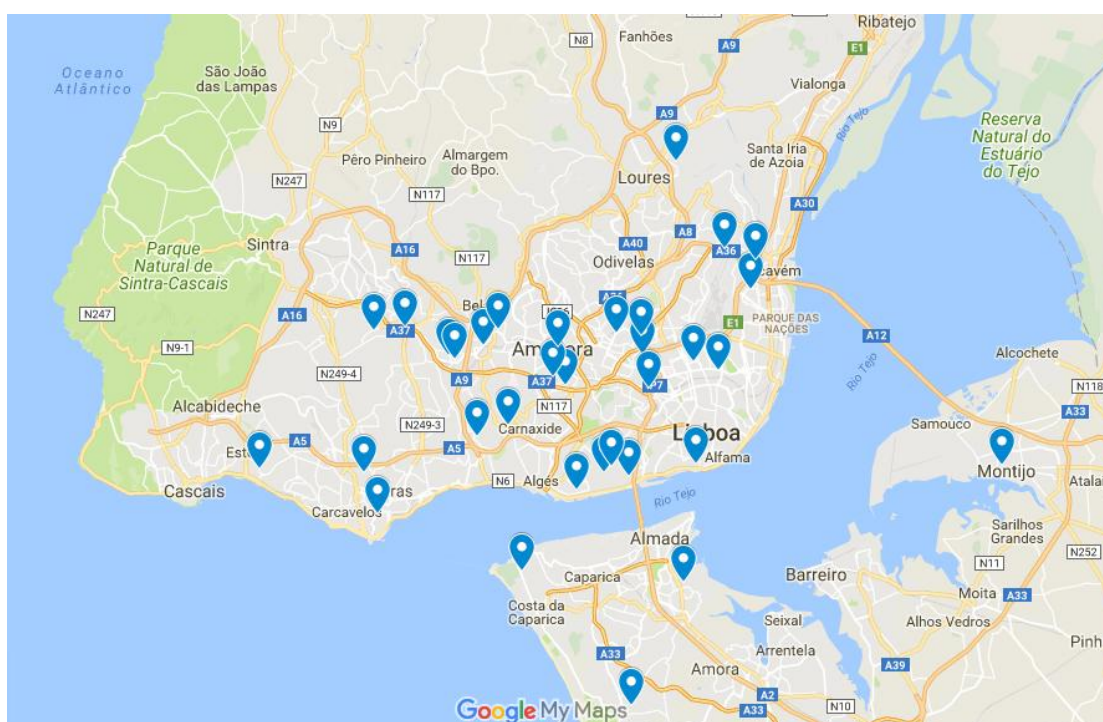 Ribatejo
Fanhões
N8
A9
E1
Oceano
Atlântico
São João
das Lampas
Vialonga
A9
Rio Tejo
Reserva
Natural do
Estuário
do Tejo
N9
Santa Iria
de Azoia
Pêro Pinheiro
Almargem
do Bpo.
Loures
N247
N117
A30
Sintra
A16
A40
A8
A36
Parque
Natural de
Sintra-Cascais
N117
Odivelas
N247
A16
A37
E1
PARQUE DAS
NAÇÕES
A12
N9-1
Rio Tejo
Alcochete
N249-4
A9
A37
N118
Alcabideche
N117
A33
N249-3
Carnaxide
Samouco
A5
A5
Lisboa
Alfama
Montijo
Cascais
N6
Algés
Rio Tejo
Carcavelos
Sarilhos
Grandes
Almada
N252
Caparica
Barreiro
N11
A33
Costa da
Caparica
Moita
Seixal
Alhos Vedros
Arrentela
A33
Amora
A39
A2
A33
N10
Google My Maps